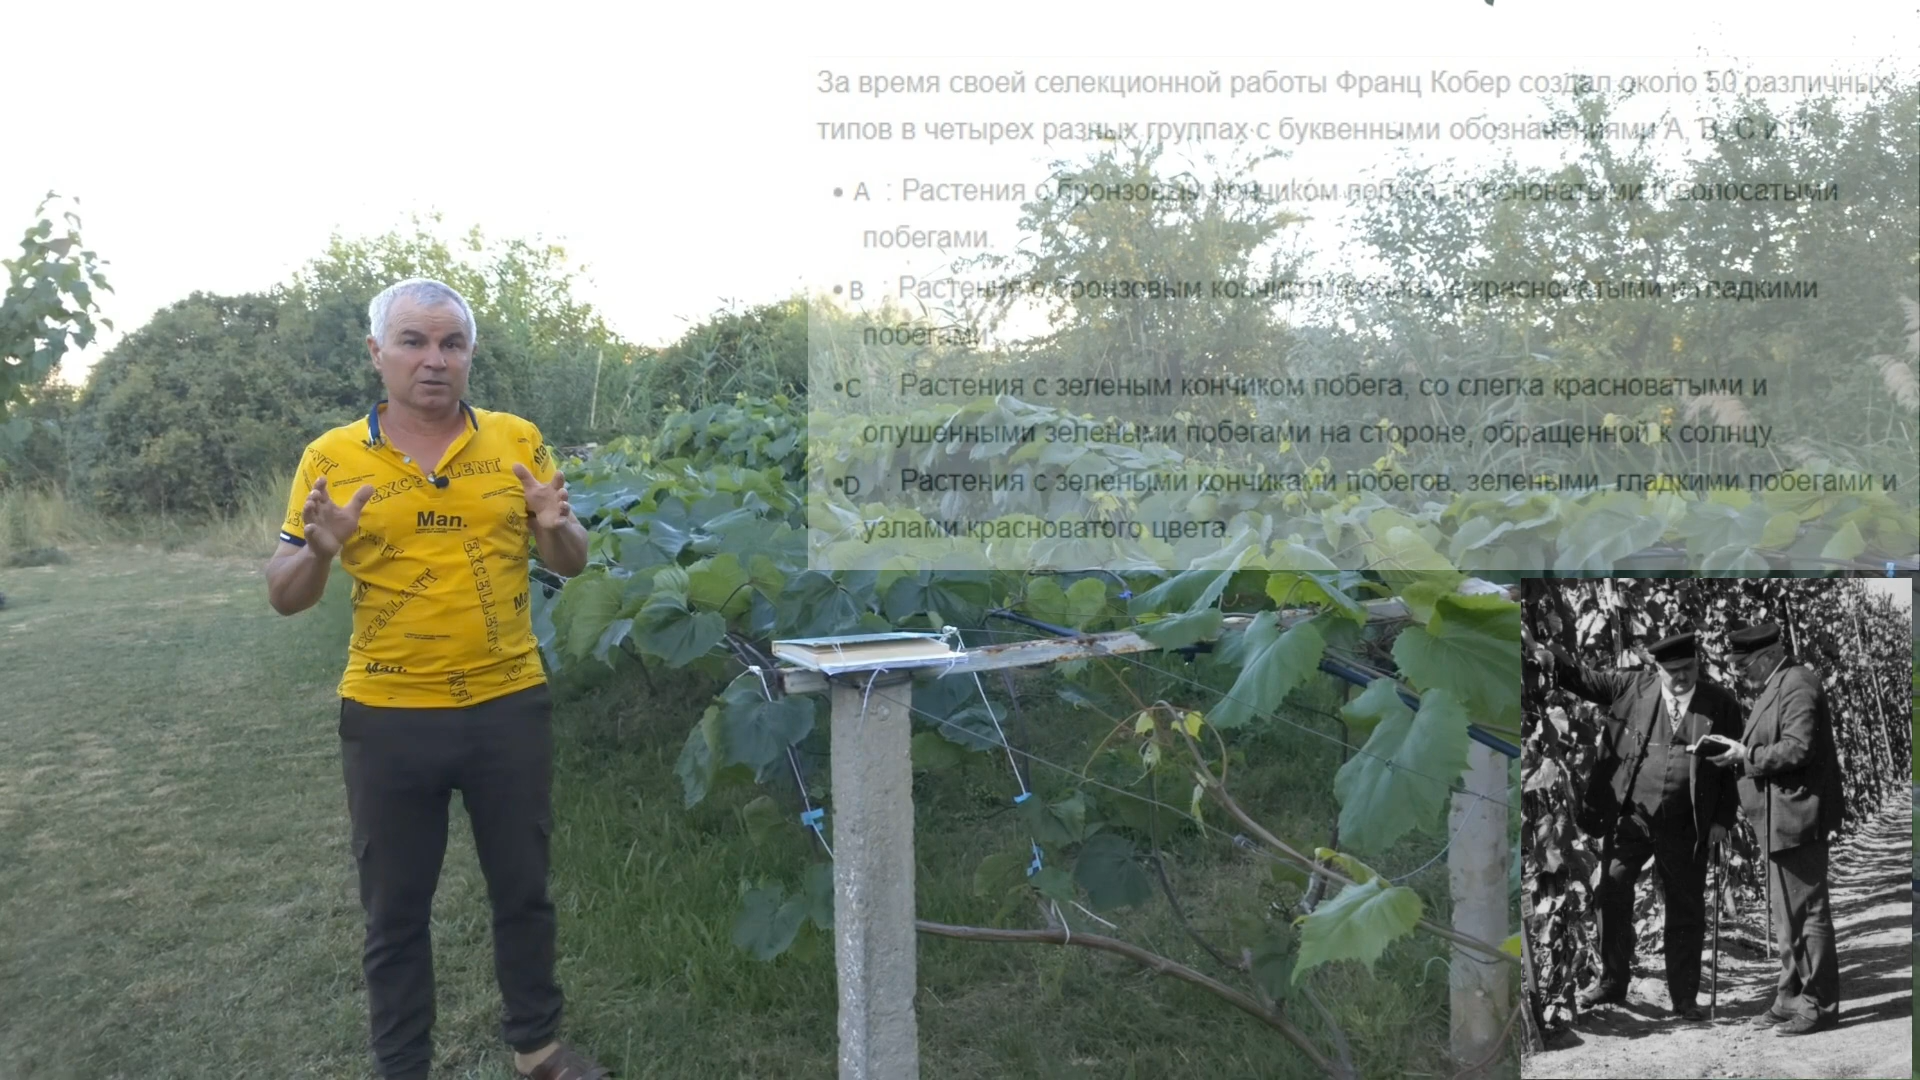 За время своей селекционной работы Франц Кобер создал около 50 различных
типов в четырех разных группах с буквенными обозначениями A, B, C и D
• A : Растения с бронзовым кончиком побега, красноватыми и волосатыми
побегами.
• B : Растения с бронзовым кончиком побега и красноватыми и гладкими
побегами.
• C Растения с зеленым кончиком побега, со слегка красноватыми и
опушенными зелеными побегами на стороне, обращенной к солнцу.
• D : Растения с зелеными кончиками побегов, зелеными, гладкими побегами и
узлами красноватого цвета.
EXCELLENT
Man.
EXCELLENT
EXCELLENT
Man.